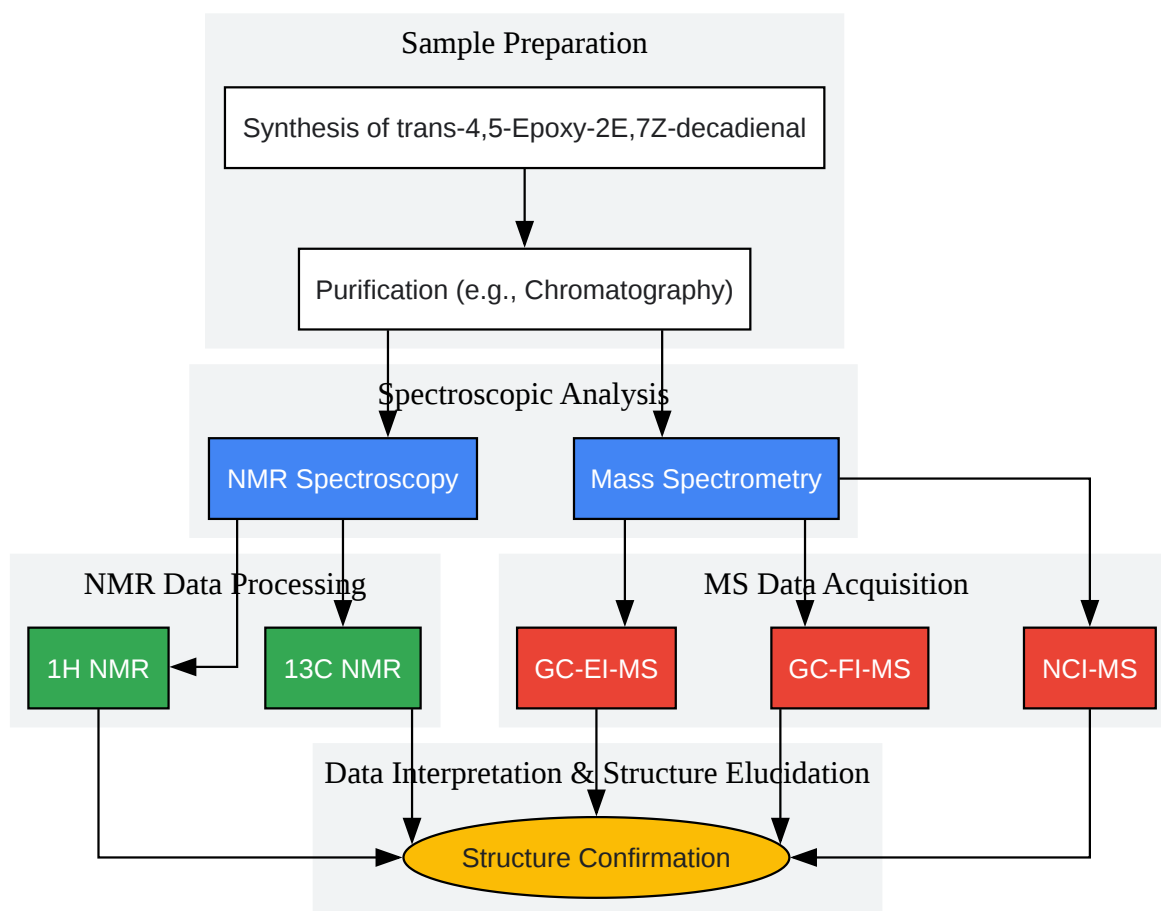 Sample Preparation
Synthesis of trans-4,5-Epoxy-2E,7Z-decadienal
Purification (e.g., Chromatography)
Spectroscopic Analysis
NMR Spectroscopy
Mass Spectrometry
NMR Data Processing
MS Data Acquisition
1H NMR
13C NMR
GC-EI-MS
GC-FI-MS
NCI-MS
Data Interpretation & Structure Elucidation
Structure Confirmation